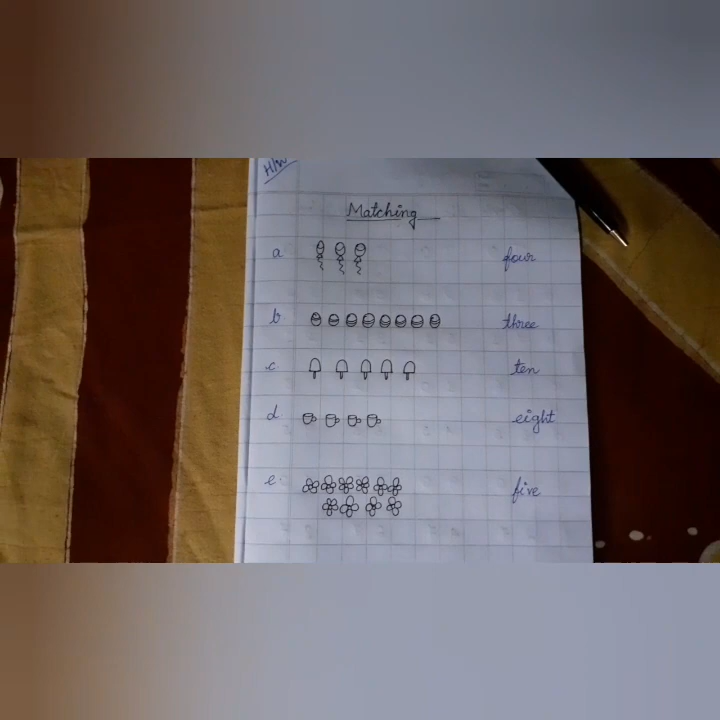 H/W
Matching
a four
b three
c. ten
d. eight
e. five